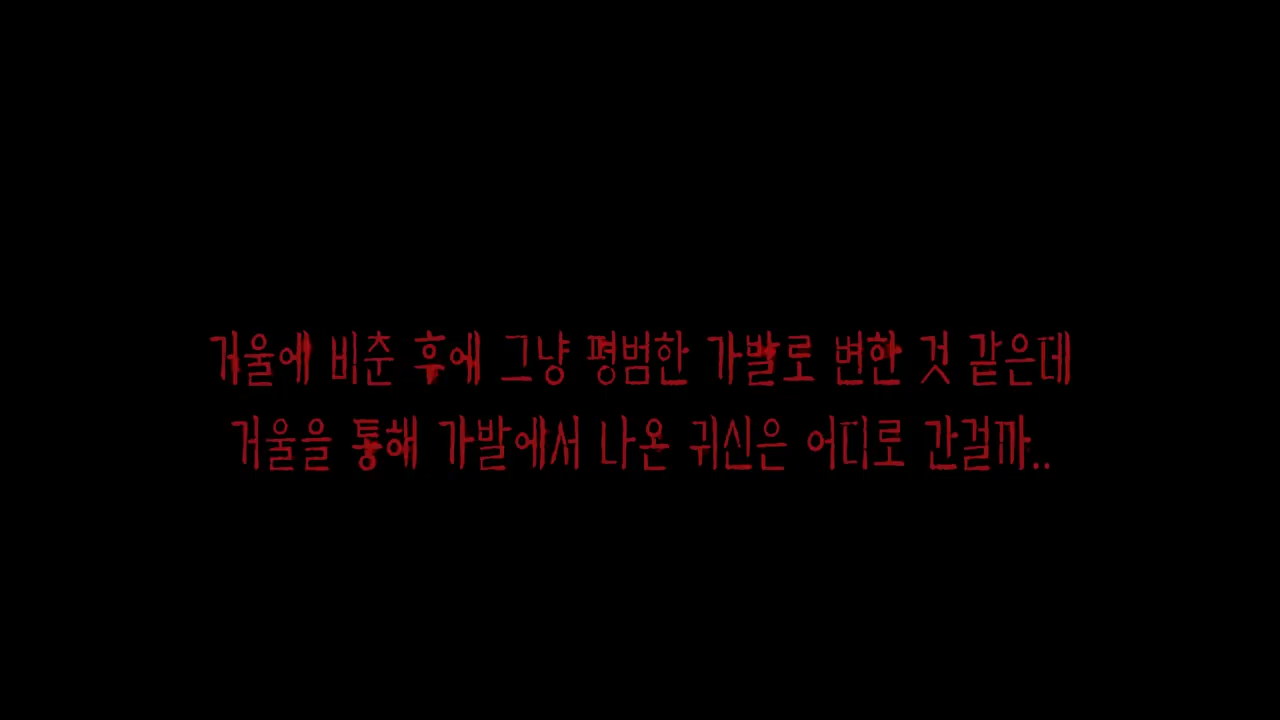 거울에 비춘 후에 그냥 평범한 가발로 변한 것 같은데
거울을 통해 가발에서 나온 귀신은 어디로 간걸까..